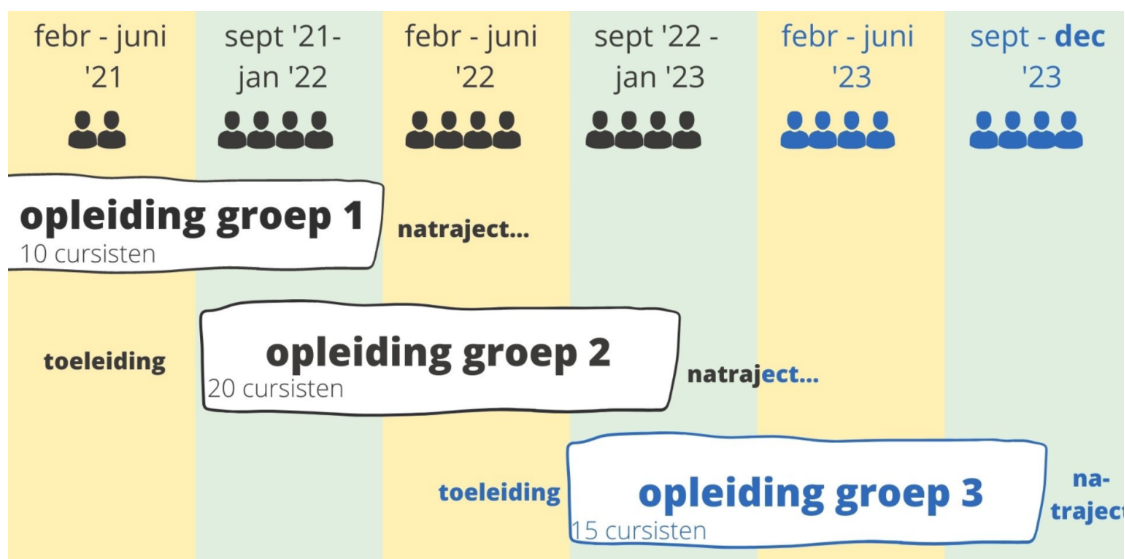 febr - juni
'21
sept '21-
jan '22
febr - juni
'22
sept '22 -
jan '23
febr - juni
'23
sept - dec
'23
opleiding groep 1
10 cursisten
natraject...
toeleiding
opleiding groep 2
20 cursisten
natraject...
toeleiding
opleiding groep 3
15 cursisten
na-
traject